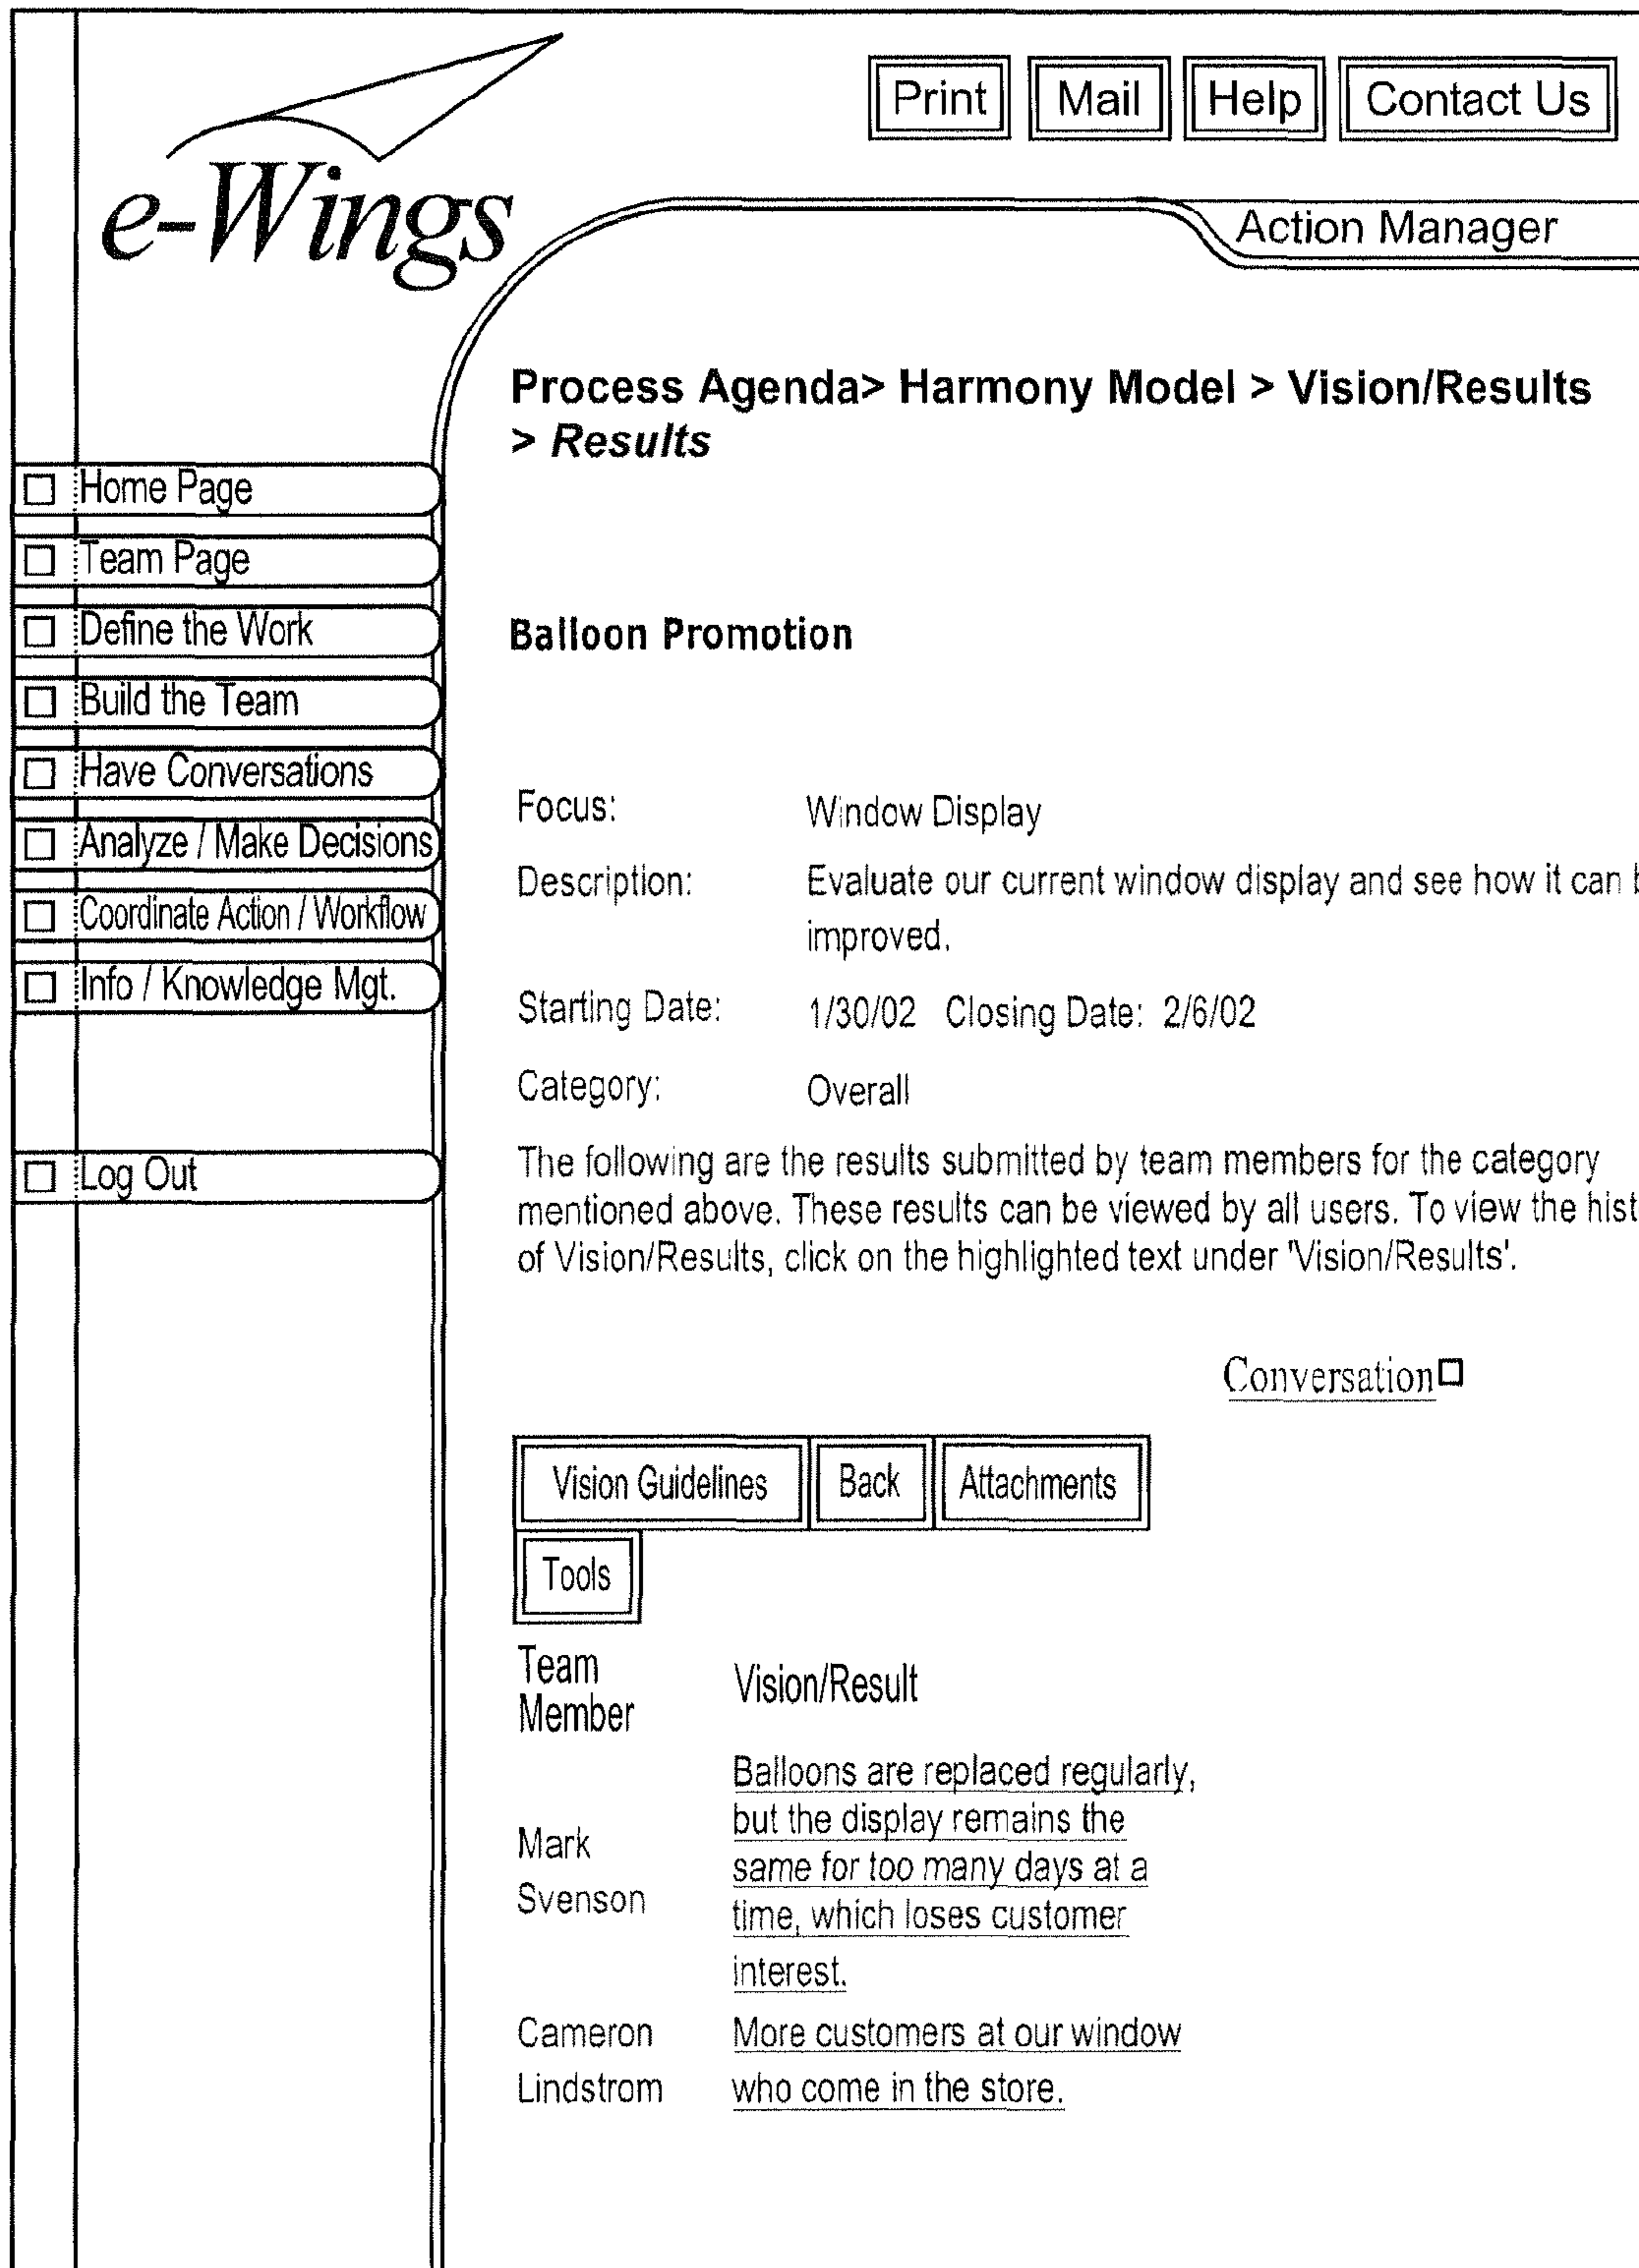 Print Mail Help Contact Us
e-Wings
Action Manager
Process Agenda> Harmony Model > Vision/Results
> Results
Home Page
Team Page
Define the Work
Build the Team
Have Conversations
Analyze / Make Decisions
Coordinate Action / Workflow
Info / Knowledge Mgt.
Log Out
Balloon Promotion
Focus: Window Display
Description: Evaluate our current window display and see how it can
improved.
Starting Date: 1/30/02 Closing Date: 2/6/02
Category: Overall
The following are the results submitted by team members for the category
mentioned above. These results can be viewed by all users. To view the hist
of Vision/Results, click on the highlighted text under 'Vision/Results'.
Conversation
Vision Guidelines Back Attachments
Tools
Team
Member
Vision/Result
Mark
Svenson
Balloons are replaced regularly,
but the display remains the
same for too many days at a
time, which loses customer
interest.
Cameron
Lindstrom
More customers at our window
who come in the store.